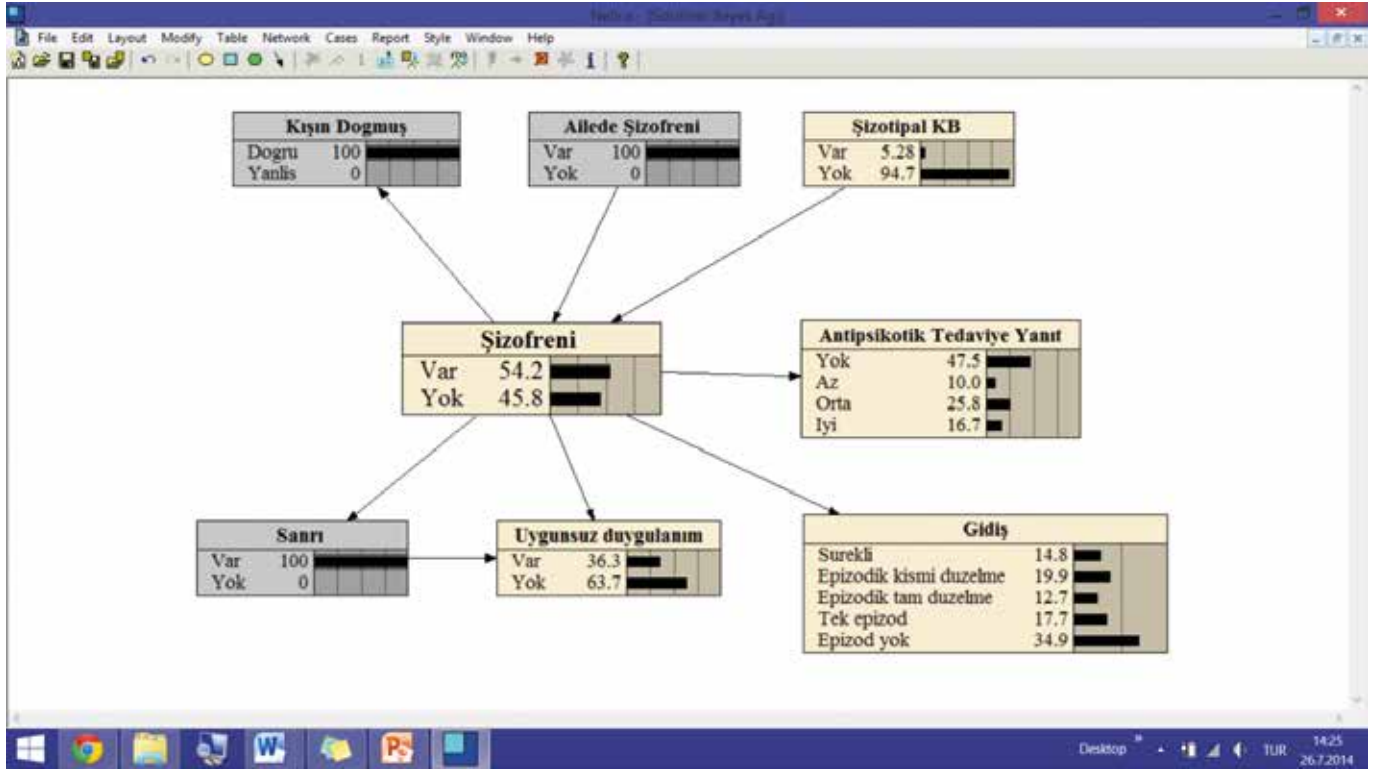 File Edit Layout Modify Table Network Cases Report Style Window Help
Kışın Dogmuş
Dogru 100
Yanlis 0
Ailede Şizofreni
Var 100
Yok 0
Şizotipal KB
Var 5.28
Yok 94.7
Şizofreni
Var 54.2
Yok 45.8
Antipsikotik Tedaviye Yanıt
Yok 47.5
Az 10.0
Orta 25.8
Iyi 16.7
Sanrı
Var 100
Yok 0
Uygunsuz duygulanım
Var 36.3
Yok 63.7
Gidiş
Surekli 14.8
Epizodik kismi duzelme 19.9
Epizodik tam duzelme 12.7
Tek epizod 17.7
Epizod yok 34.9
Desktop
TUR
14:25
26.7.2014